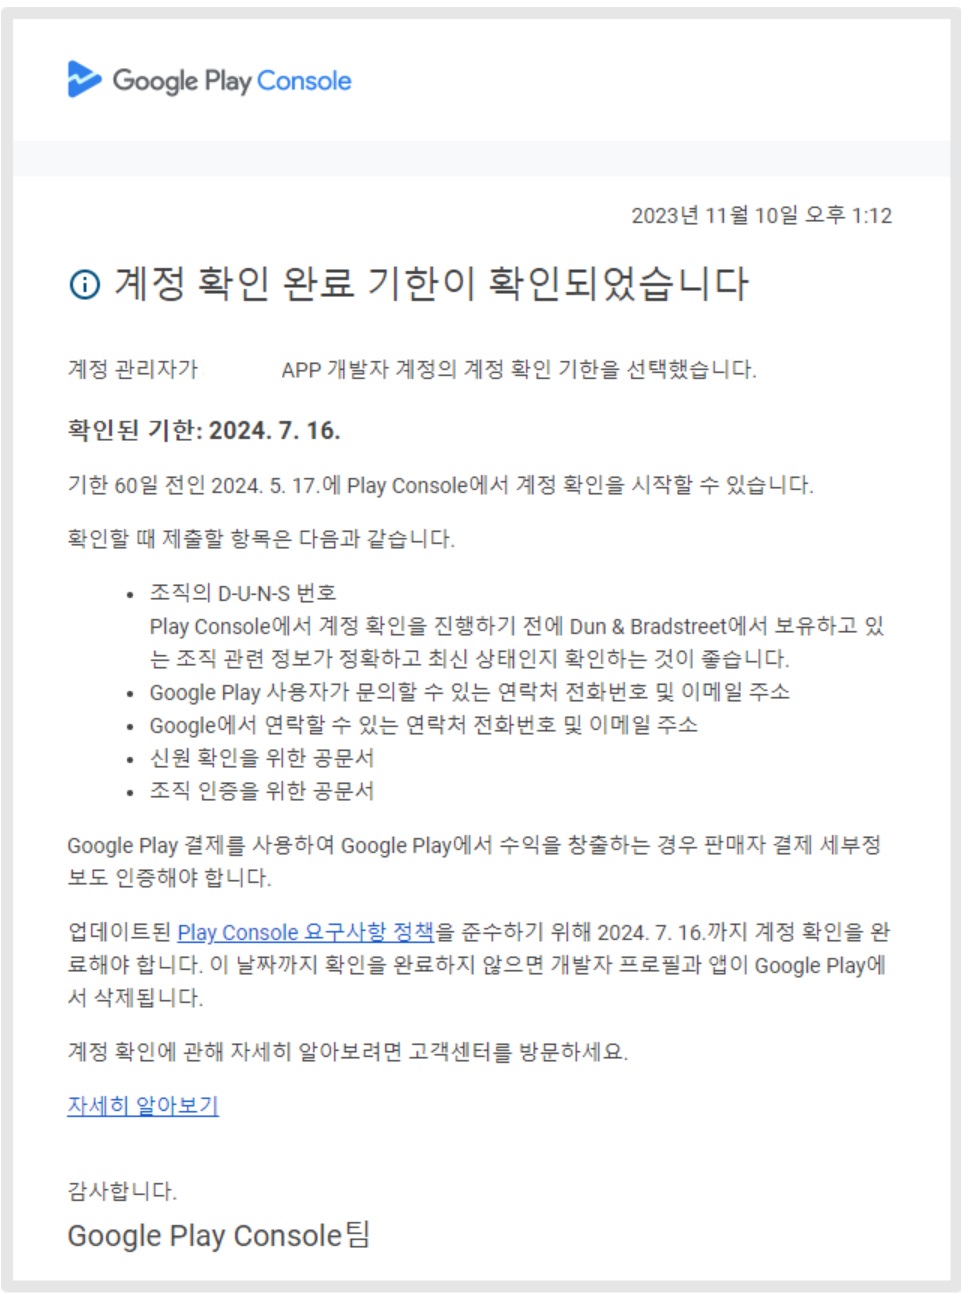 Google Play Console
2023년 11월 10일 오후 1:12
계정 확인 완료 기한이 확인되었습니다
계정 관리자가 APP 개발자 계정의 계정 확인 기한을 선택했습니다.
확인된 기한: 2024. 7. 16.
기한 60일 전인 2024. 5. 17.에 Play Console에서 계정 확인을 시작할 수 있습니다.
확인할 때 제출할 항목은 다음과 같습니다.
• 조직의 D-U-N-S 번호
Play Console에서 계정 확인을 진행하기 전에 Dun & Bradstreet에서 보유하고 있
는 조직 관련 정보가 정확하고 최신 상태인지 확인하는 것이 좋습니다.
• Google Play 사용자가 문의할 수 있는 연락처 전화번호 및 이메일 주소
• Google에서 연락할 수 있는 연락처 전화번호 및 이메일 주소
• 신원 확인을 위한 공문서
• 조직 인증을 위한 공문서
Google Play 결제를 사용하여 Google Play에서 수익을 창출하는 경우 판매자 결제 세부정
보도 인증해야 합니다.
업데이트된 Play Console 요구사항 정책을 준수하기 위해 2024. 7. 16.까지 계정 확인을 완
료해야 합니다. 이 날짜까지 확인을 완료하지 않으면 개발자 프로필과 앱이 Google Play에
서 삭제됩니다.
계정 확인에 관해 자세히 알아보려면 고객센터를 방문하세요.
자세히 알아보기
감사합니다.
Google Play Console팀